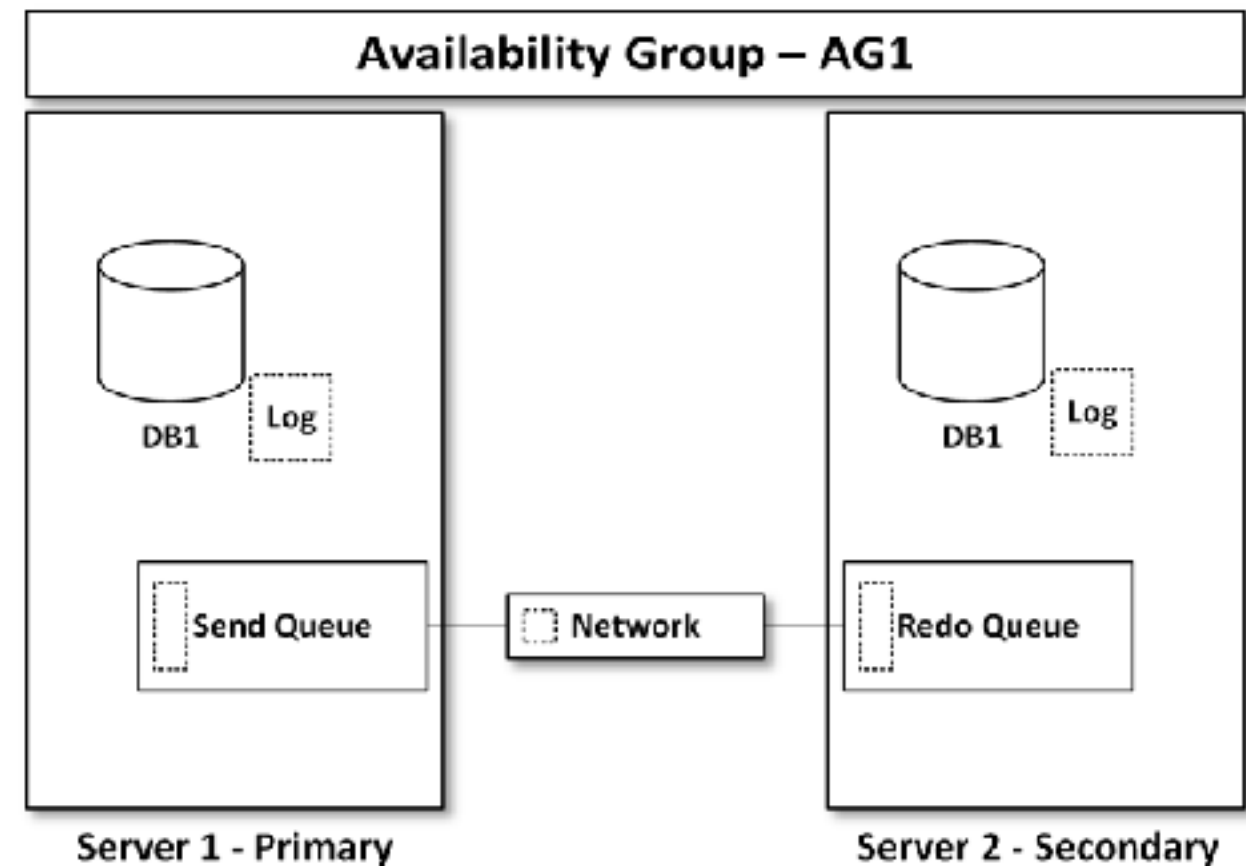 Availability Group – AG1
DB1
Log
Send Queue
Network
DB1
Log
Redo Queue
Server 1 - Primary
Server 2 - Secondary